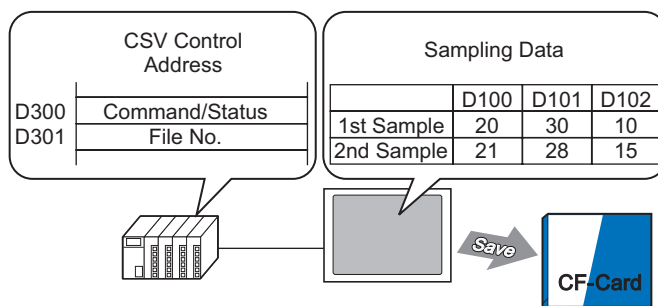 CSV Control
Address
D300 Command/Status
D301 File No.
Sampling Data
D100 D101 D102
1st Sample 20 30 10
2nd Sample 21 28 15
Save
CF-Card